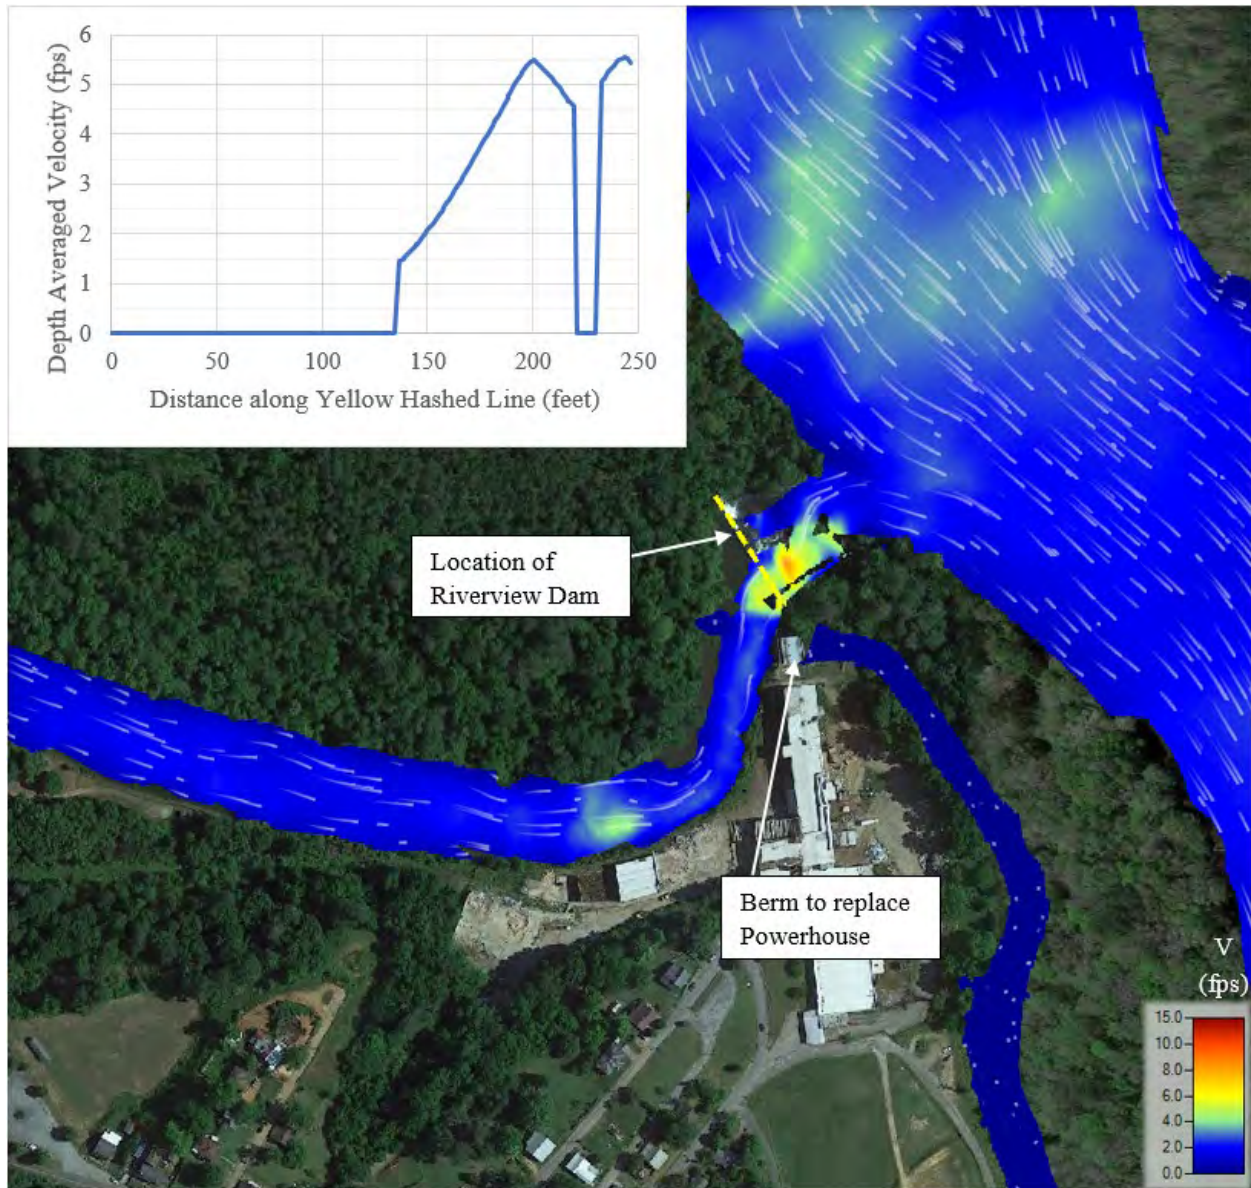 Depth Averaged Velocity (fps)
6
5
4
3
2
1
0
0 50 100 150 200 250
Distance along Yellow Hashed Line (feet)
Location of
Riverview Dam
Berm to replace
Powerhouse
V
(fps)
15.0
10.0
8.0
6.0
4.0
2.0
0.0